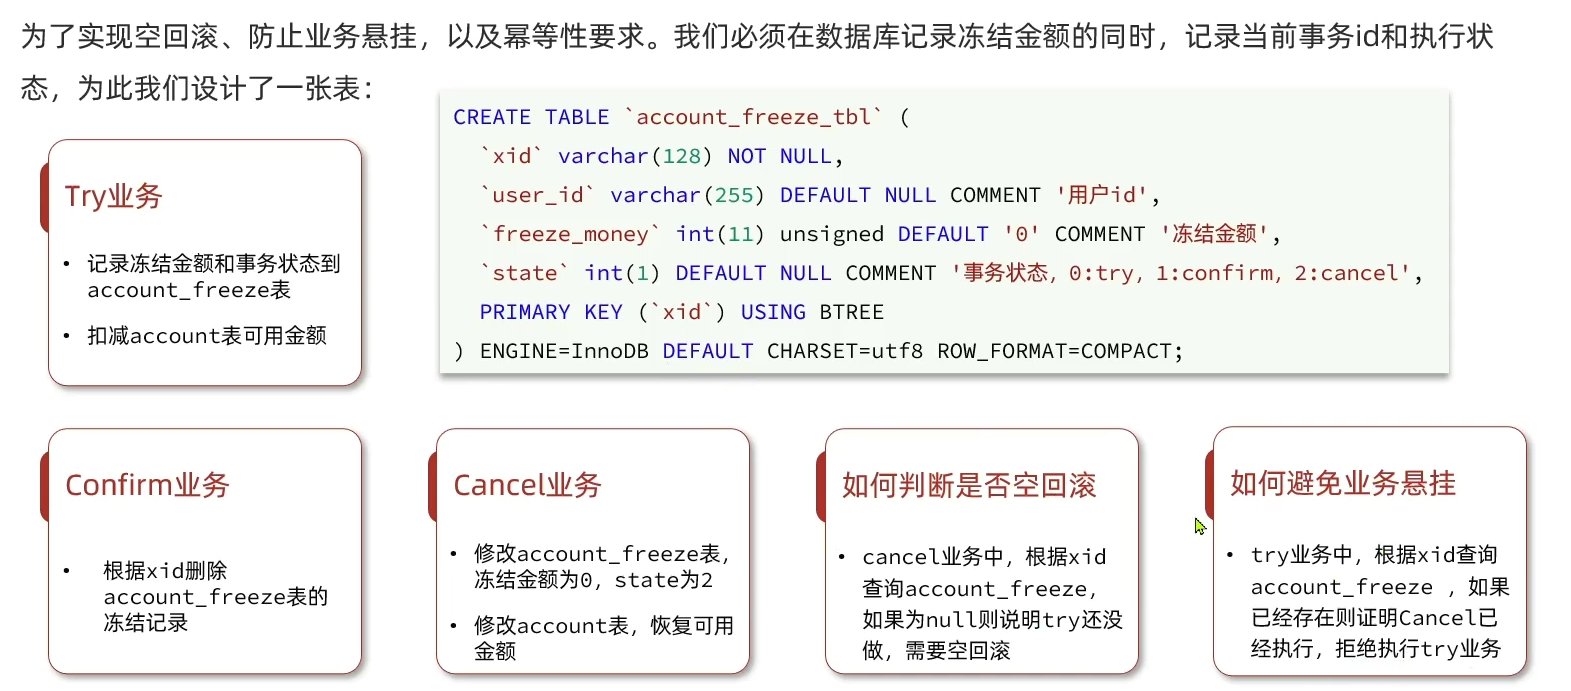 为了实现空回滚、防止业务悬挂，以及幂等性要求。我们必须在数据库记录冻结金额的同时，记录当前事务id和执行状
态，为此我们设计了一张表：
CREATE TABLE `account_freeze_tbl` (
`xid` varchar(128) NOT NULL,
`user_id` varchar(255) DEFAULT NULL COMMENT '用户id',
`freeze_money` int(11) unsigned DEFAULT '0' COMMENT '冻结金额',
`state` int(1) DEFAULT NULL COMMENT '事务状态，0:try，1:confirm，2:cancel',
PRIMARY KEY (`xid`) USING BTREE
) ENGINE=InnoDB DEFAULT CHARSET=utf8 ROW_FORMAT=COMPACT;
Try业务
• 记录冻结金额和事务状态到
account_freeze表
• 扣减account表可用金额
Confirm业务
• 根据xid删除
account_freeze表的
冻结记录
Cancel业务
• 修改account_freeze表，
冻结金额为0，state为2
• 修改account表，恢复可用
金额
如何判断是否空回滚
• cancel业务中，根据xid
查询account_freeze，
如果为null则说明try还没
做，需要空回滚
如何避免业务悬挂
• try业务中，根据xid查询
account_freeze ，如果
已经存在则证明Cancel已
经执行，拒绝执行try业务